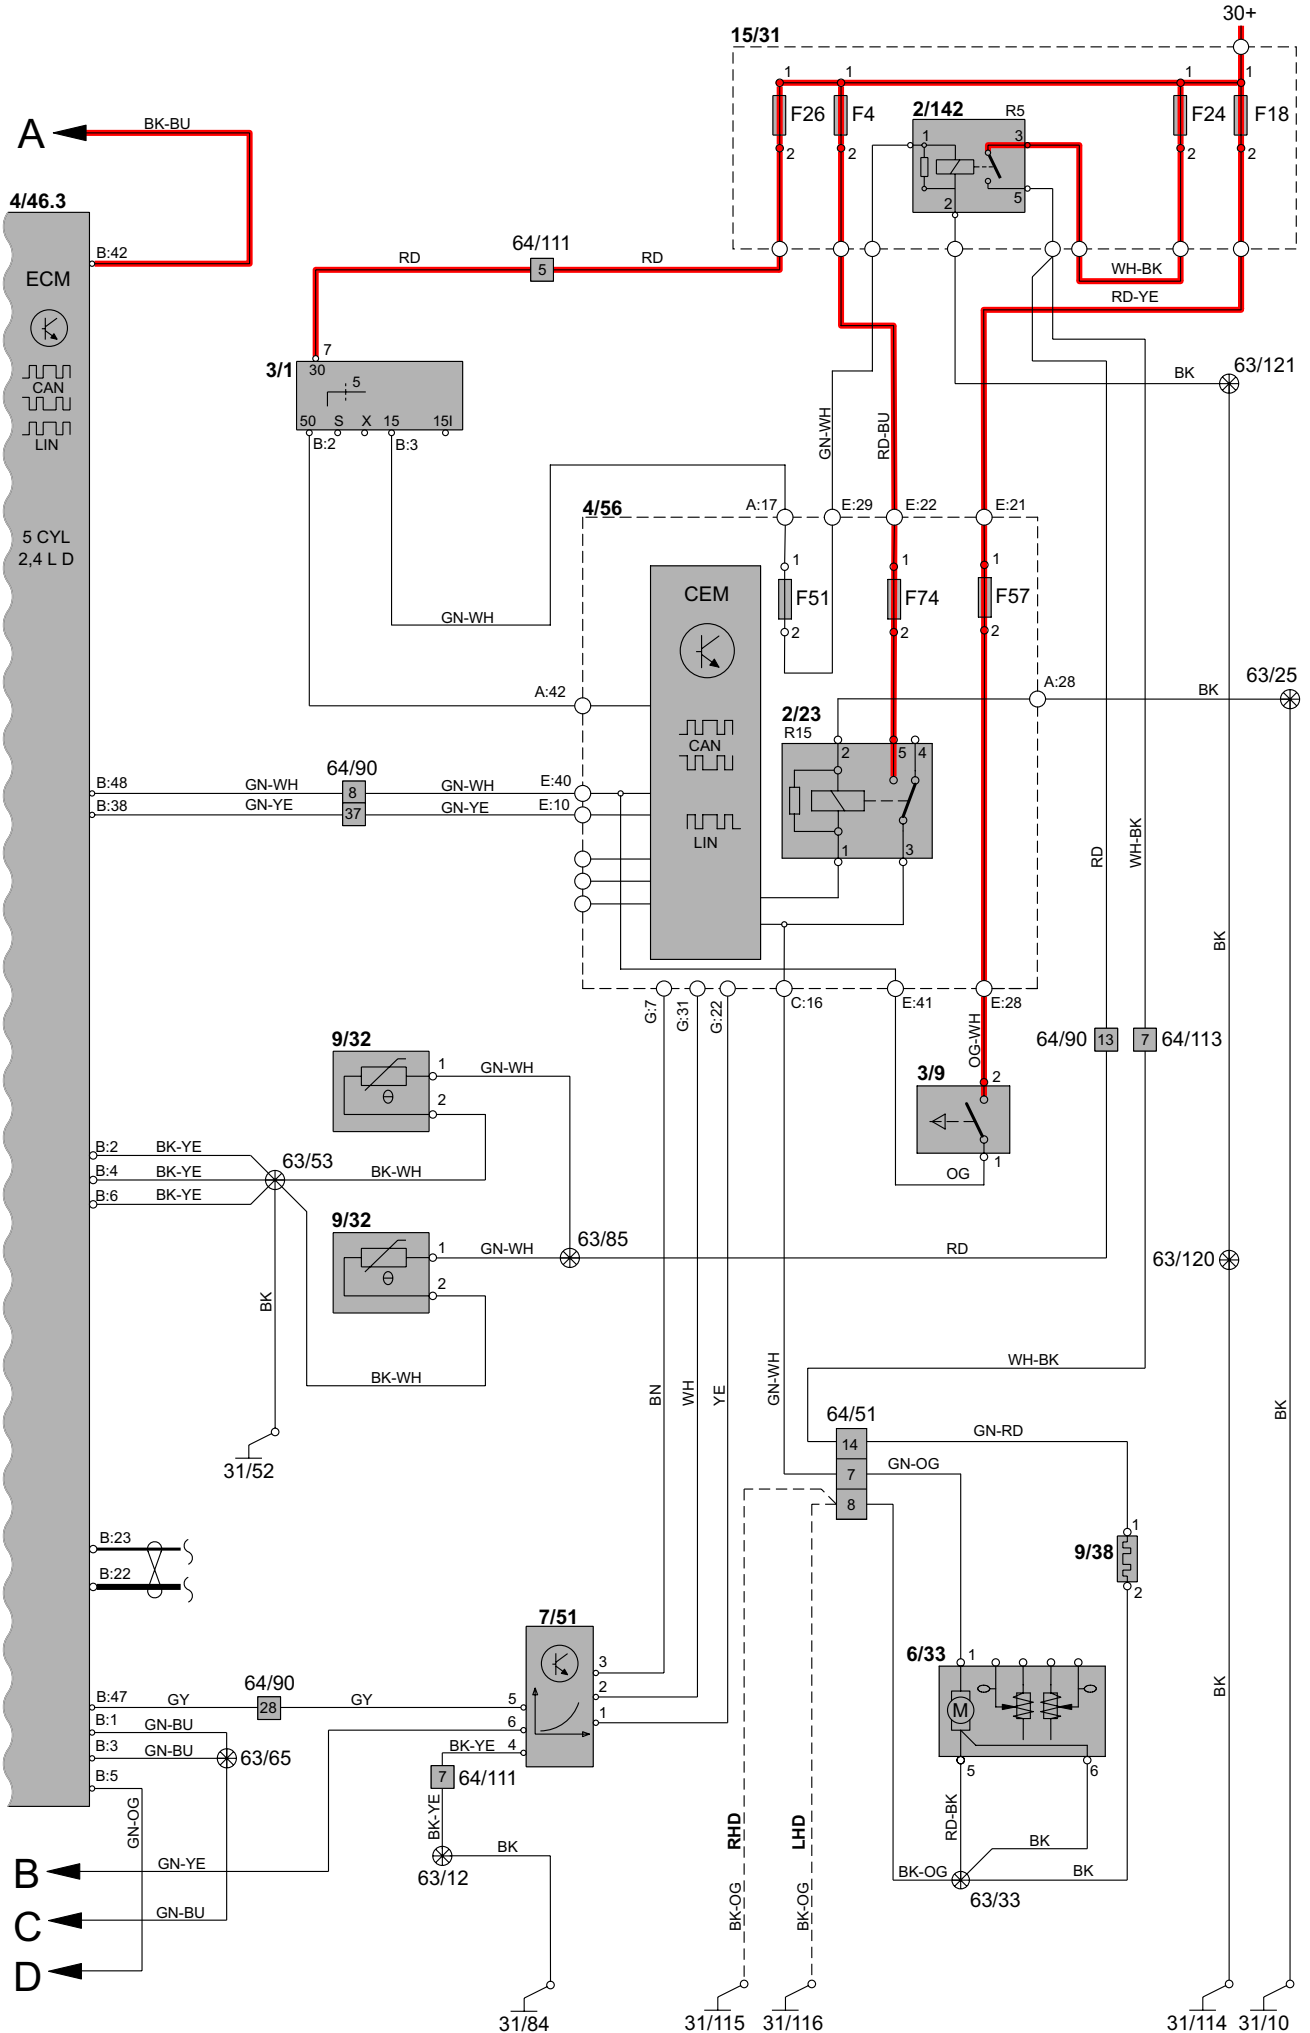 30+
15/31
1
1
1
1
F26
F4
2/142
R5
F24
F18
1
3
2
2
2
2
2
5
A
BK-BU
4/46.3
B:42
ECM
CAN
LIN
5 CYL
2,4 L D
RD
64/111
5
RD
WH-BK
RD-YE
7
3/1
30
5
50
S
X
15
15I
B:2
B:3
BK
63/121
GN-WH
RD-BU
4/56
A:17
E:29
E:22
E:21
CEM
1
F51
2
1
F74
2
1
F57
2
GN-WH
A:42
A:28
BK
63/25
2/23
R15
2
5
4
1
3
CAN
LIN
B:48
GN-WH
64/90
8
GN-WH
E:40
B:38
GN-YE
37
GN-YE
E:10
RD
WH-BK
BK
G:7
G:31
G:22
C:16
E:41
E:28
OG-WH
64/90
13
7
64/113
3/9
2
1
OG
9/32
1
GN-WH
2
B:2
BK-YE
B:4
BK-YE
B:6
BK-YE
63/53
BK-WH
9/32
1
GN-WH
63/85
RD
63/120
2
BK
BK-WH
31/52
BN
WH
YE
GN-WH
WH-BK
BK
64/51
14
GN-RD
7
GN-OG
8
B:23
B:22
1
9/38
2
7/51
3
2
1
5
6
4
B:47
GY
64/90
28
GY
B:1
GN-BU
B:3
GN-BU
63/65
B:5
GN-OG
BK-YE
7
64/111
BK-YE
63/12
BK
6/33
1
M
5
6
BK
RHD
LHD
RD-BK
BK
BK-OG
BK
63/33
BK-OG
BK-OG
B
GN-YE
C
GN-BU
D
31/84
31/115
31/116
31/114
31/10